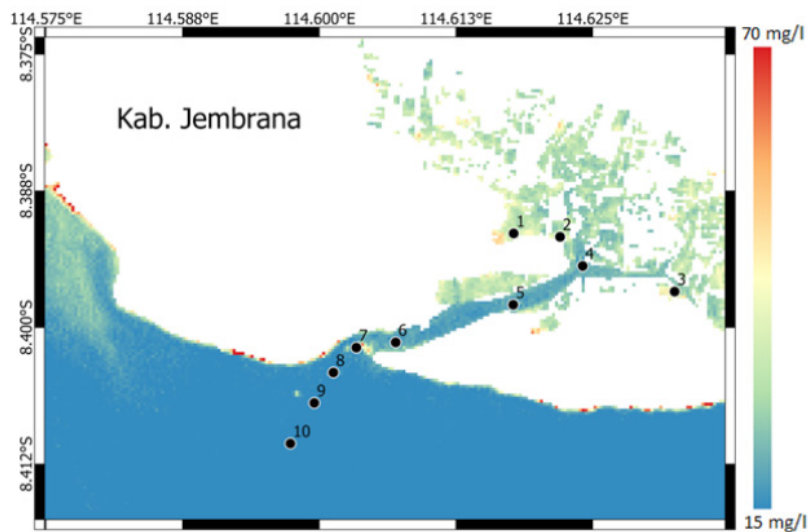 114.575°E 114.588°E 114.600°E 114.613°E 114.625°E
70 mg/l
8.375°S
Kab. Jembrana
8.388°S
1
2
4
3
5
8.400°S
7
6
8
9
10
8.412°S
15 mg/l